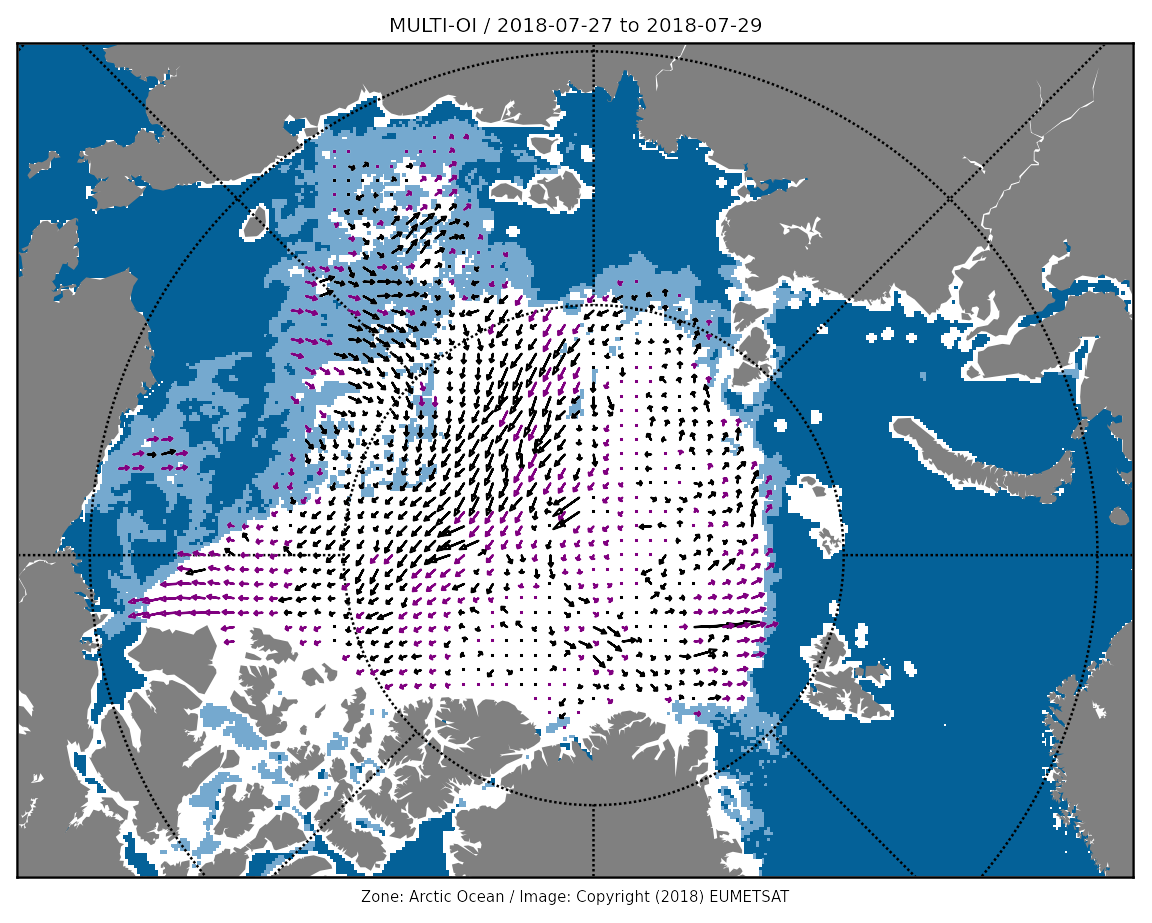 MULTI-OI / 2018-07-27 to 2018-07-29
Zone: Arctic Ocean / Image: Copyright (2018) EUMETSAT